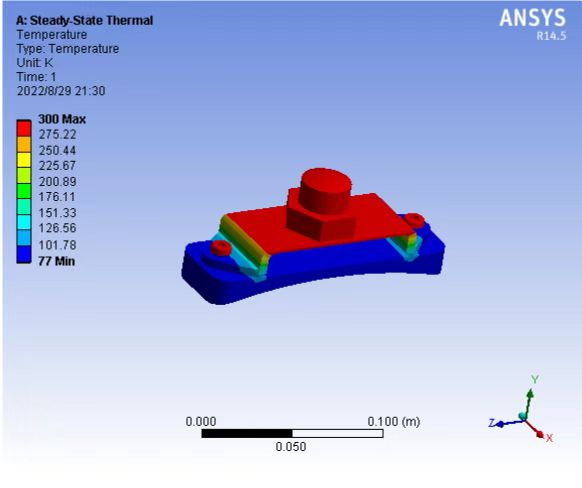 A: Steady-State Thermal
Temperature
Type: Temperature
Unit: K
Time: 1
2022/8/29 21:30
ANSYS
R14.5
300 Max
275.22
250.44
225.67
200.89
176.11
151.33
126.56
101.78
77 Min
0.000 0.100 (m)
0.050
Y
Z
X